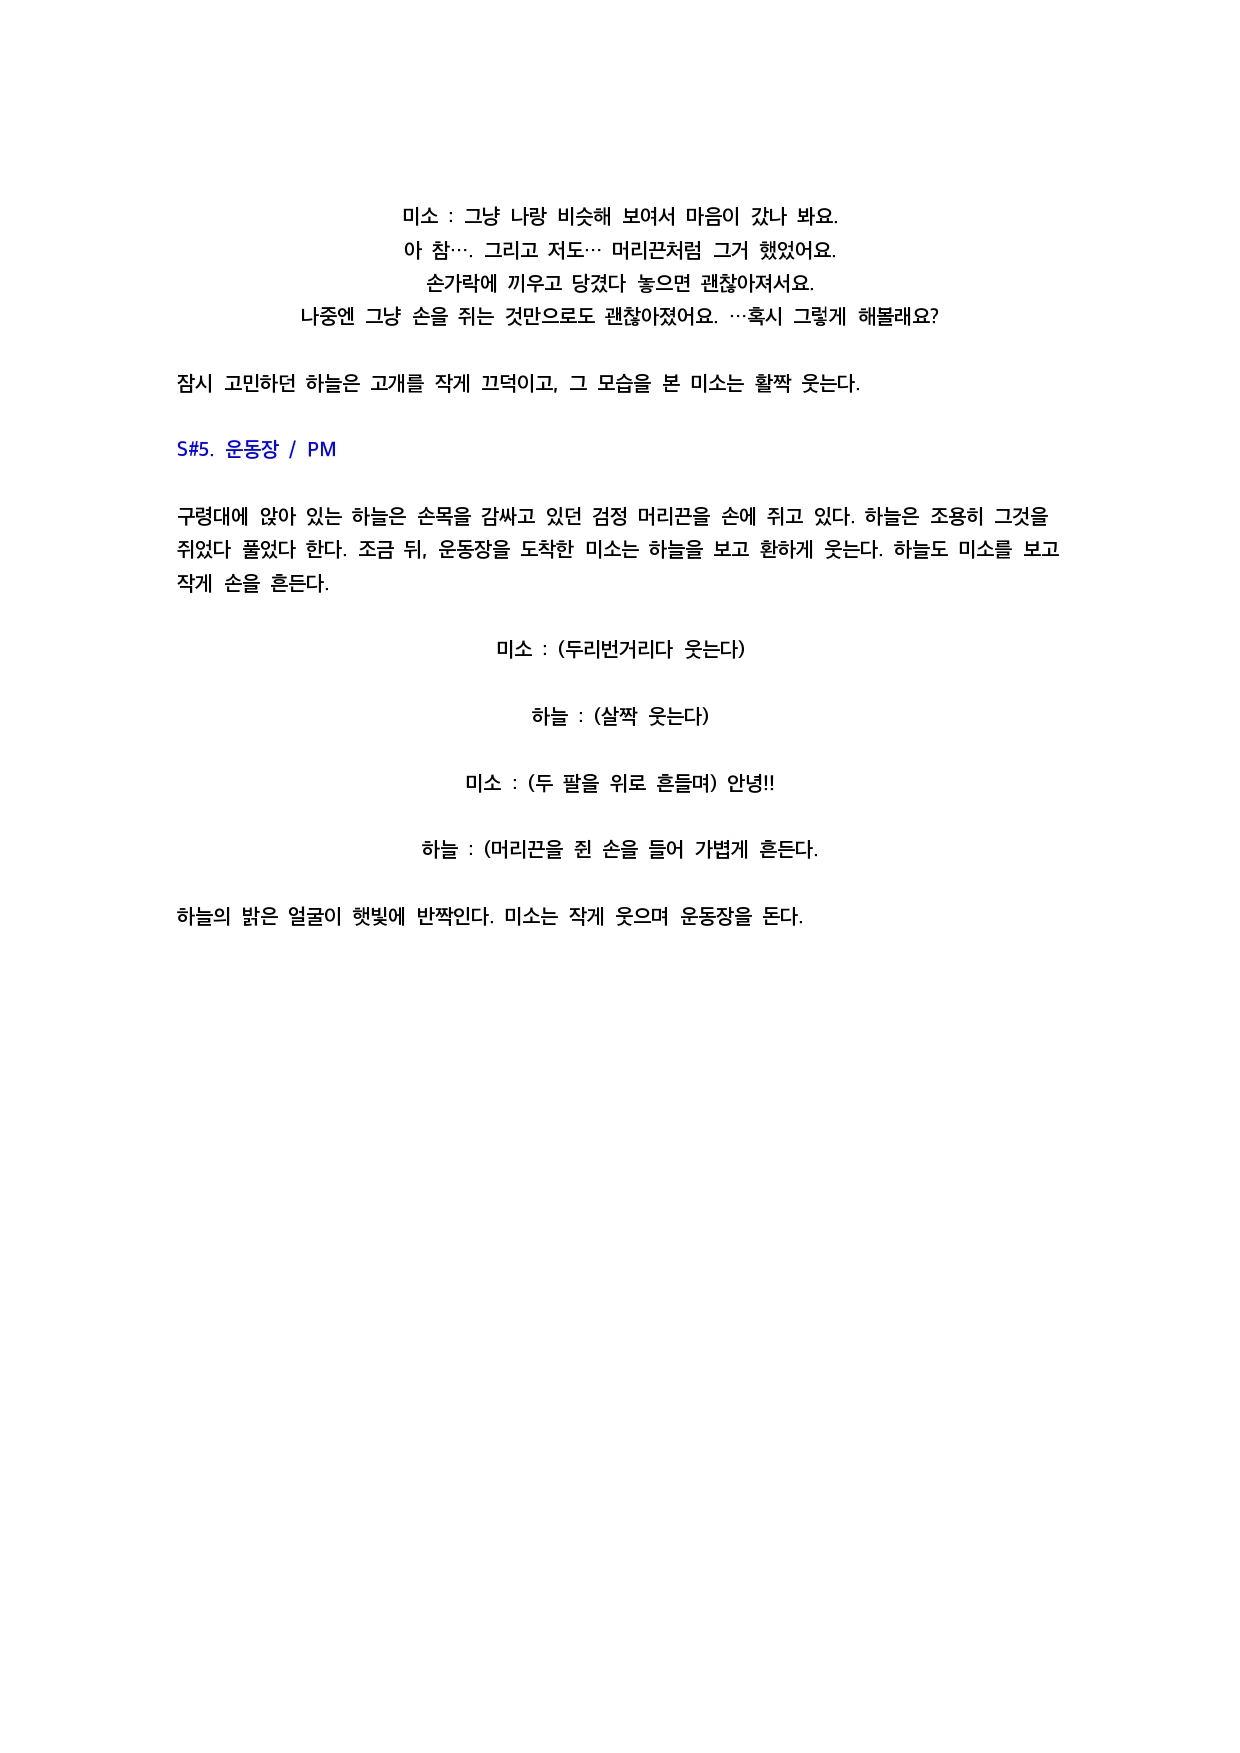 미소 : 그냥 나랑 비슷해 보여서 마음이 갔나 봐요.
아 참…. 그리고 저도… 머리끈처럼 그거 했었어요.
손가락에 끼우고 당겼다 놓으면 괜찮아져서요.
나중엔 그냥 손을 쥐는 것만으로도 괜찮아졌어요. …혹시 그렇게 해볼래요?
잠시 고민하던 하늘은 고개를 작게 끄덕이고, 그 모습을 본 미소는 활짝 웃는다.
S#5. 운동장 / PM
구령대에 앉아 있는 하늘은 손목을 감싸고 있던 검정 머리끈을 손에 쥐고 있다. 하늘은 조용히 그것을
쥐었다 풀었다 한다. 조금 뒤, 운동장을 도착한 미소는 하늘을 보고 환하게 웃는다. 하늘도 미소를 보고
작게 손을 흔든다.
미소 : (두리번거리다 웃는다)
하늘 : (살짝 웃는다)
미소 : (두 팔을 위로 흔들며) 안녕!!
하늘 : (머리끈을 쥔 손을 들어 가볍게 흔든다.
하늘의 밝은 얼굴이 햇빛에 반짝인다. 미소는 작게 웃으며 운동장을 돈다.